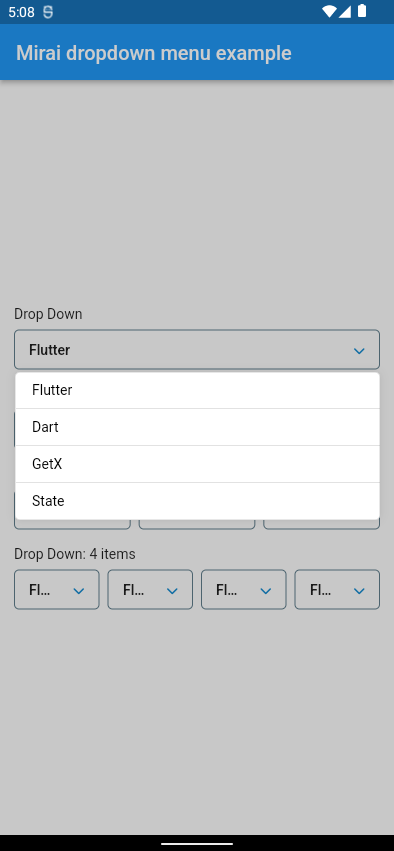 5:08
Mirai dropdown menu example
Drop Down
Flutter
Flutter
Dart
GetX
State
Drop Down: 4 items
Fl... Fl... Fl... Fl...